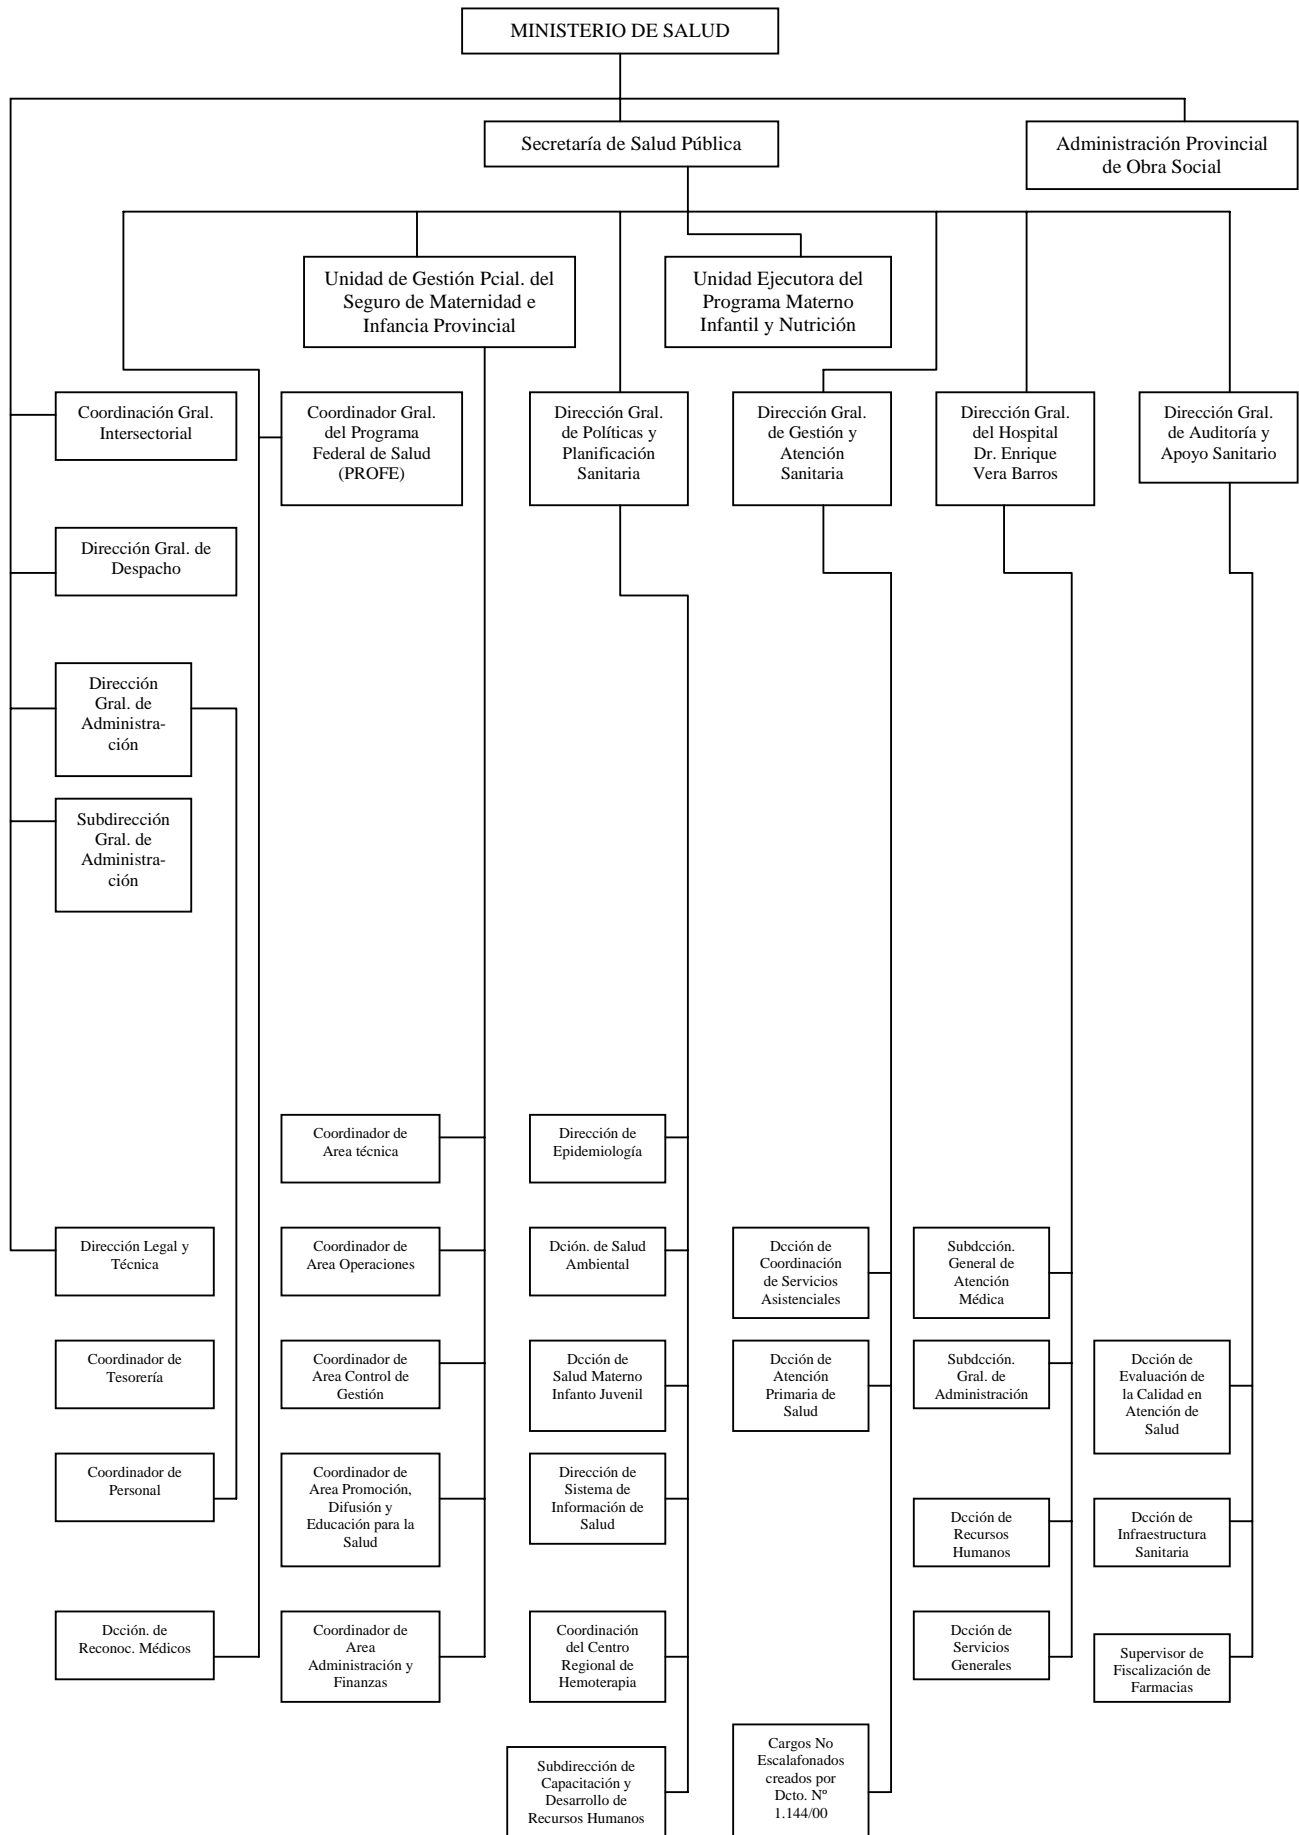 MINISTERIO DE SALUD
Secretaría de Salud Pública
Administración Provincial
de Obra Social
Unidad de Gestión Pcial. del
Seguro de Maternidad e
Infancia Provincial
Unidad Ejecutora del
Programa Materno
Infantil y Nutrición
Coordinación Gral.
Intersectorial
Coordinador Gral.
del Programa
Federal de Salud
(PROFE)
Dirección Gral.
de Políticas y
Planificación
Sanitaria
Dirección Gral.
de Gestión y
Atención
Sanitaria
Dirección Gral.
del Hospital
Dr. Enrique
Vera Barros
Dirección Gral.
de Auditoría y
Apoyo Sanitario
Dirección Gral. de
Despacho
Dirección
Gral. de
Administra-
ción
Subdirección
Gral. de
Administra-
ción
Coordinador de
Area técnica
Dirección de
Epidemiología
Dirección Legal y
Técnica
Coordinador de
Area Operaciones
Dción. de Salud
Ambiental
Dcción de
Coordinación
de Servicios
Asistenciales
Subdcción.
General de
Atención
Médica
Coordinador de
Tesorería
Coordinador de
Area Control de
Gestión
Dcción de
Salud Materno
Infanto Juvenil
Dcción de
Atención
Primaria de
Salud
Subdcción.
Gral. de
Administración
Dcción de
Evaluación de
la Calidad en
Atención de
Salud
Coordinador de
Personal
Coordinador de
Area Promoción,
Difusión y
Educación para la
Salud
Dirección de
Sistema de
Información de
Salud
Dcción de
Recursos
Humanos
Dcción de
Infraestructura
Sanitaria
Dcción. de
Reconoc. Médicos
Coordinador de
Area
Administración y
Finanzas
Coordinación
del Centro
Regional de
Hemoterapia
Dcción de
Servicios
Generales
Supervisor de
Fiscalización de
Farmacias
Subdirección de
Capacitación y
Desarrollo de
Recursos Humanos
Cargos No
Escalafonados
creados por
Dcto. Nº
1.144/00